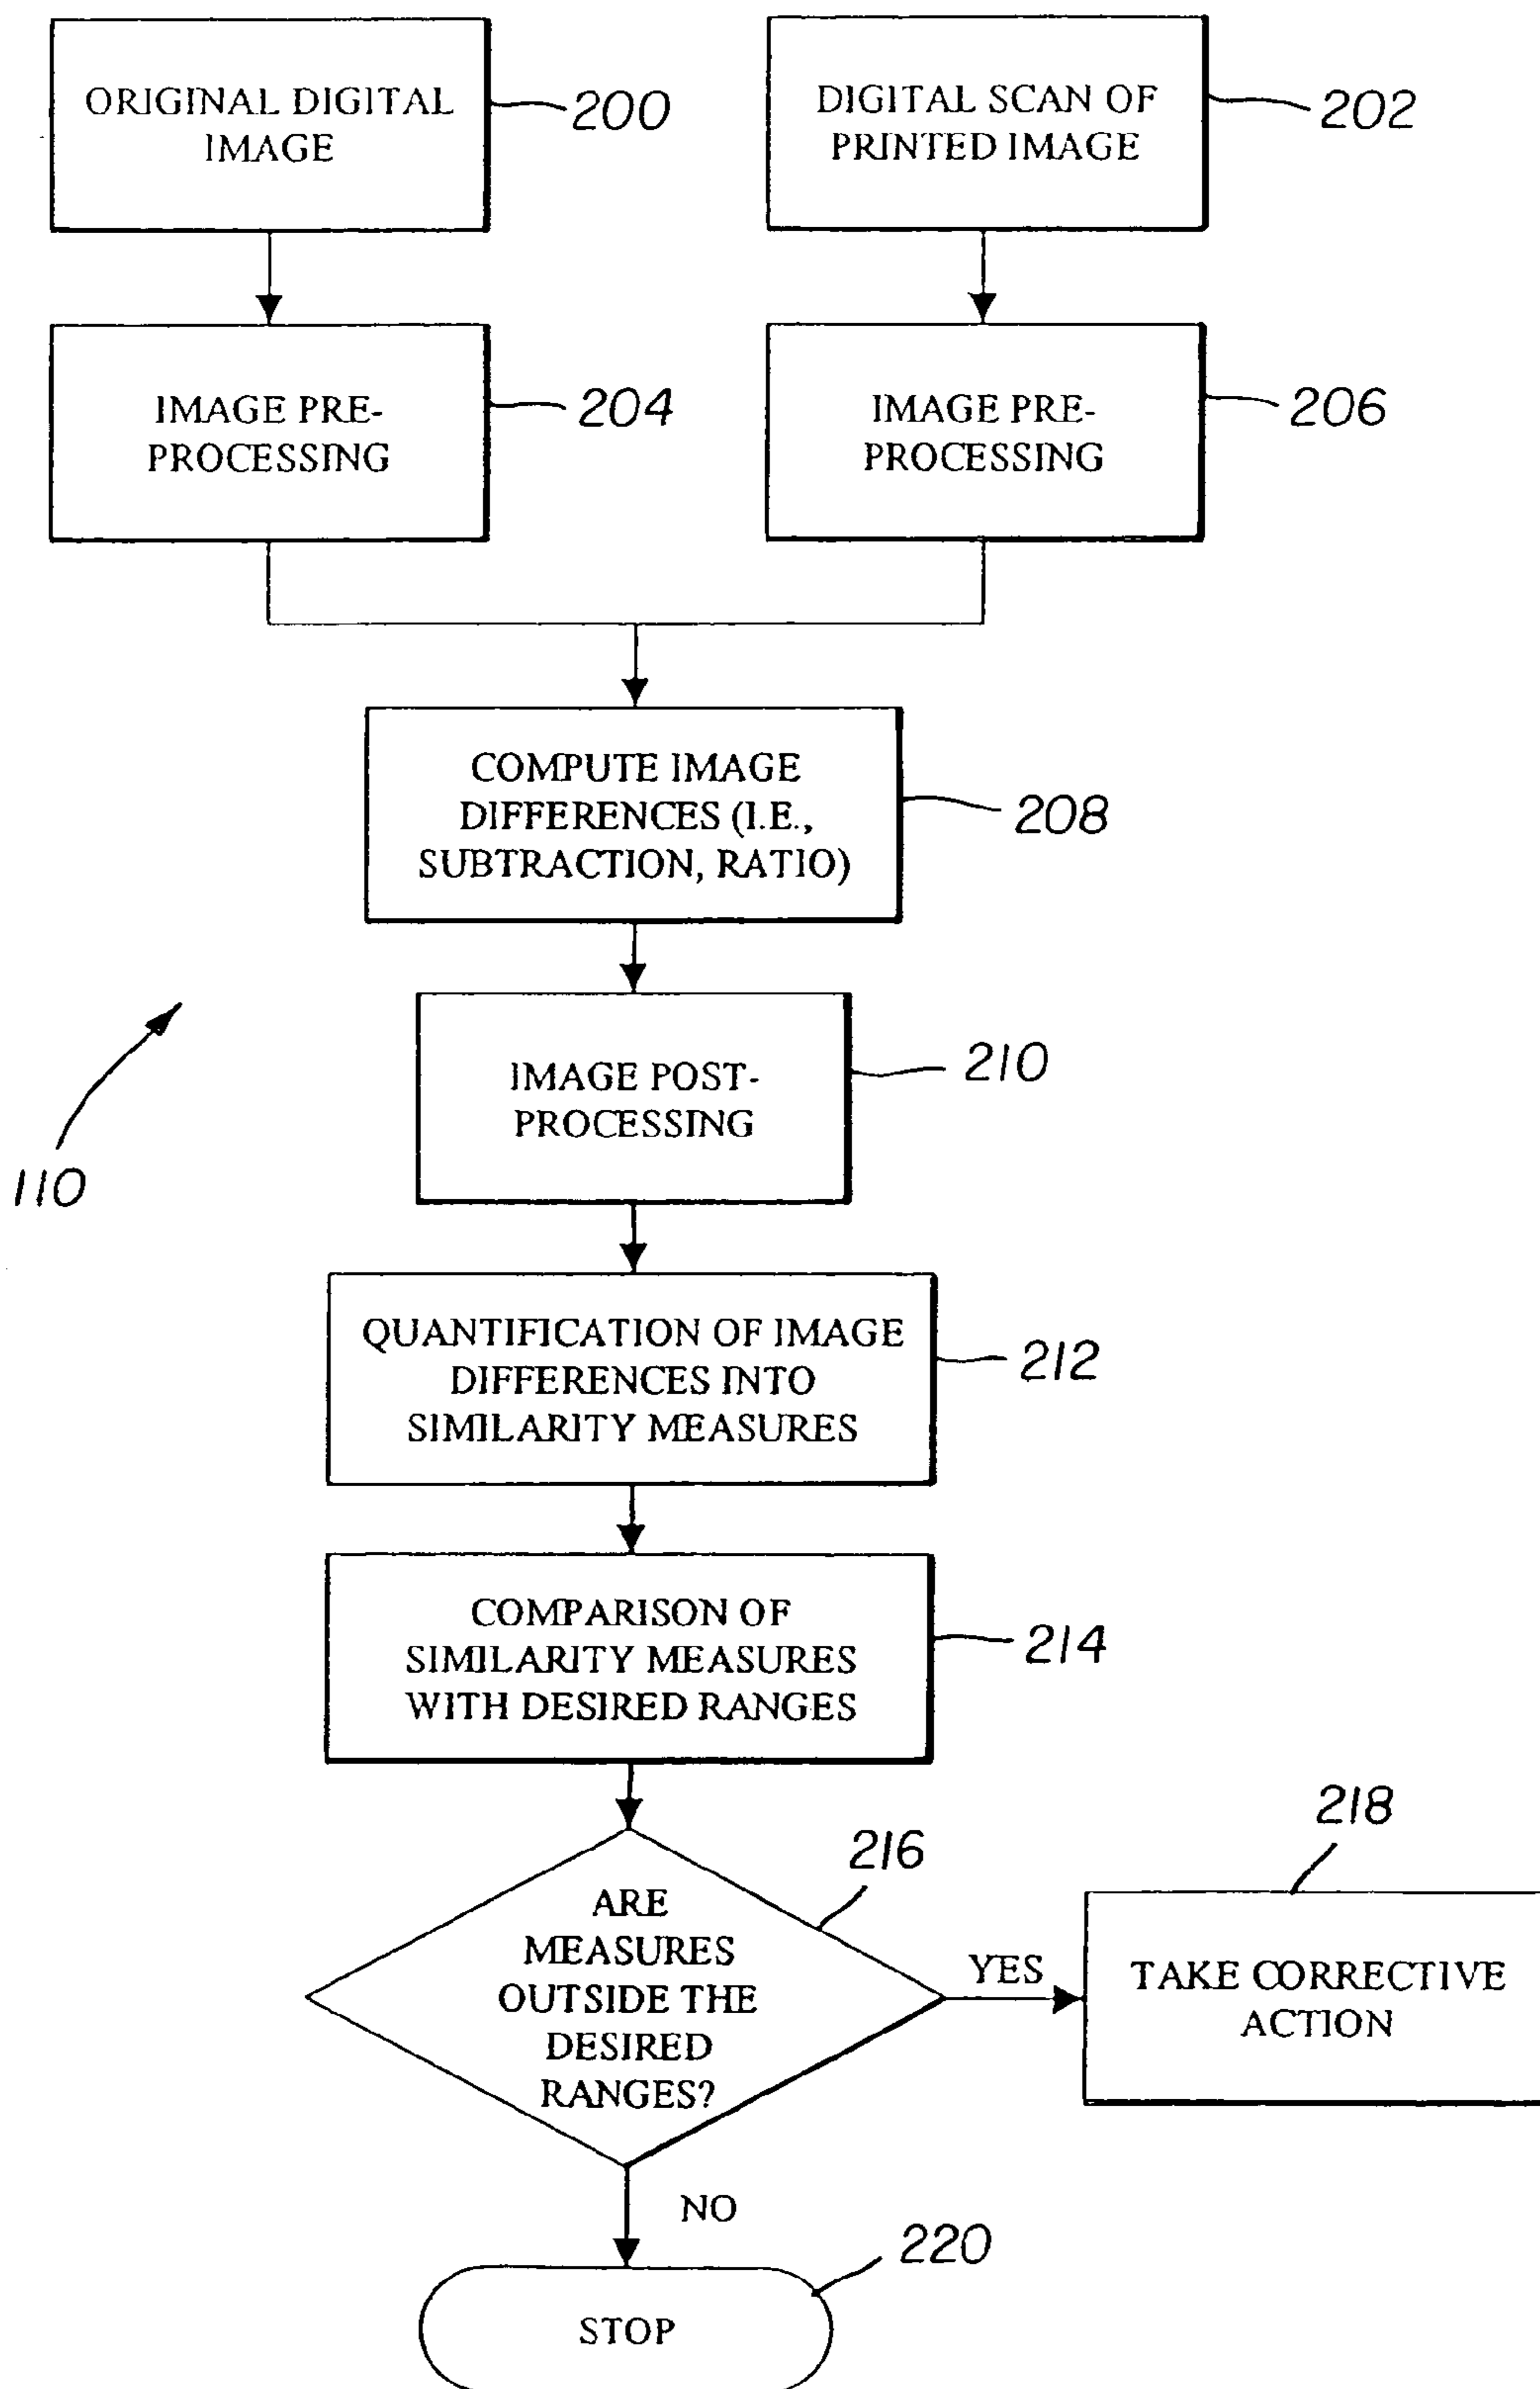 ORIGINAL DIGITAL
IMAGE
200
DIGITAL SCAN OF
PRINTED IMAGE
202
IMAGE PRE-
PROCESSING
204
IMAGE PRE-
PROCESSING
206
COMPUTE IMAGE
DIFFERENCES (I.E.,
SUBTRACTION, RATIO)
208
IMAGE POST-
PROCESSING
210
110
QUANTIFICATION OF IMAGE
DIFFERENCES INTO
SIMILARITY MEASURES
212
COMPARISON OF
SIMILARITY MEASURES
WITH DESIRED RANGES
214
ARE
MEASURES
OUTSIDE THE
DESIRED
RANGES?
216
YES
218
TAKE CORRECTIVE
ACTION
NO
220
STOP